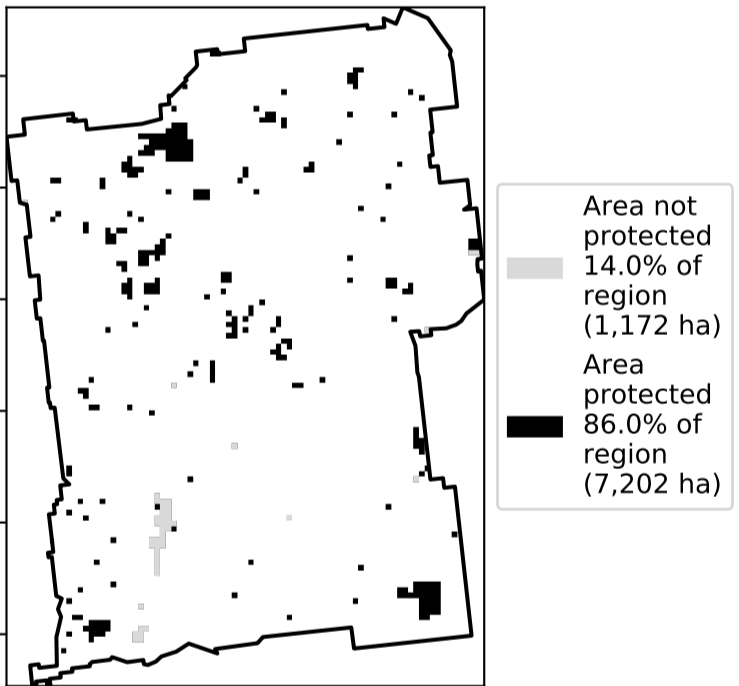 Area not
protected
14.0% of
region
(1,172 ha)
Area
protected
86.0% of
region
(7,202 ha)